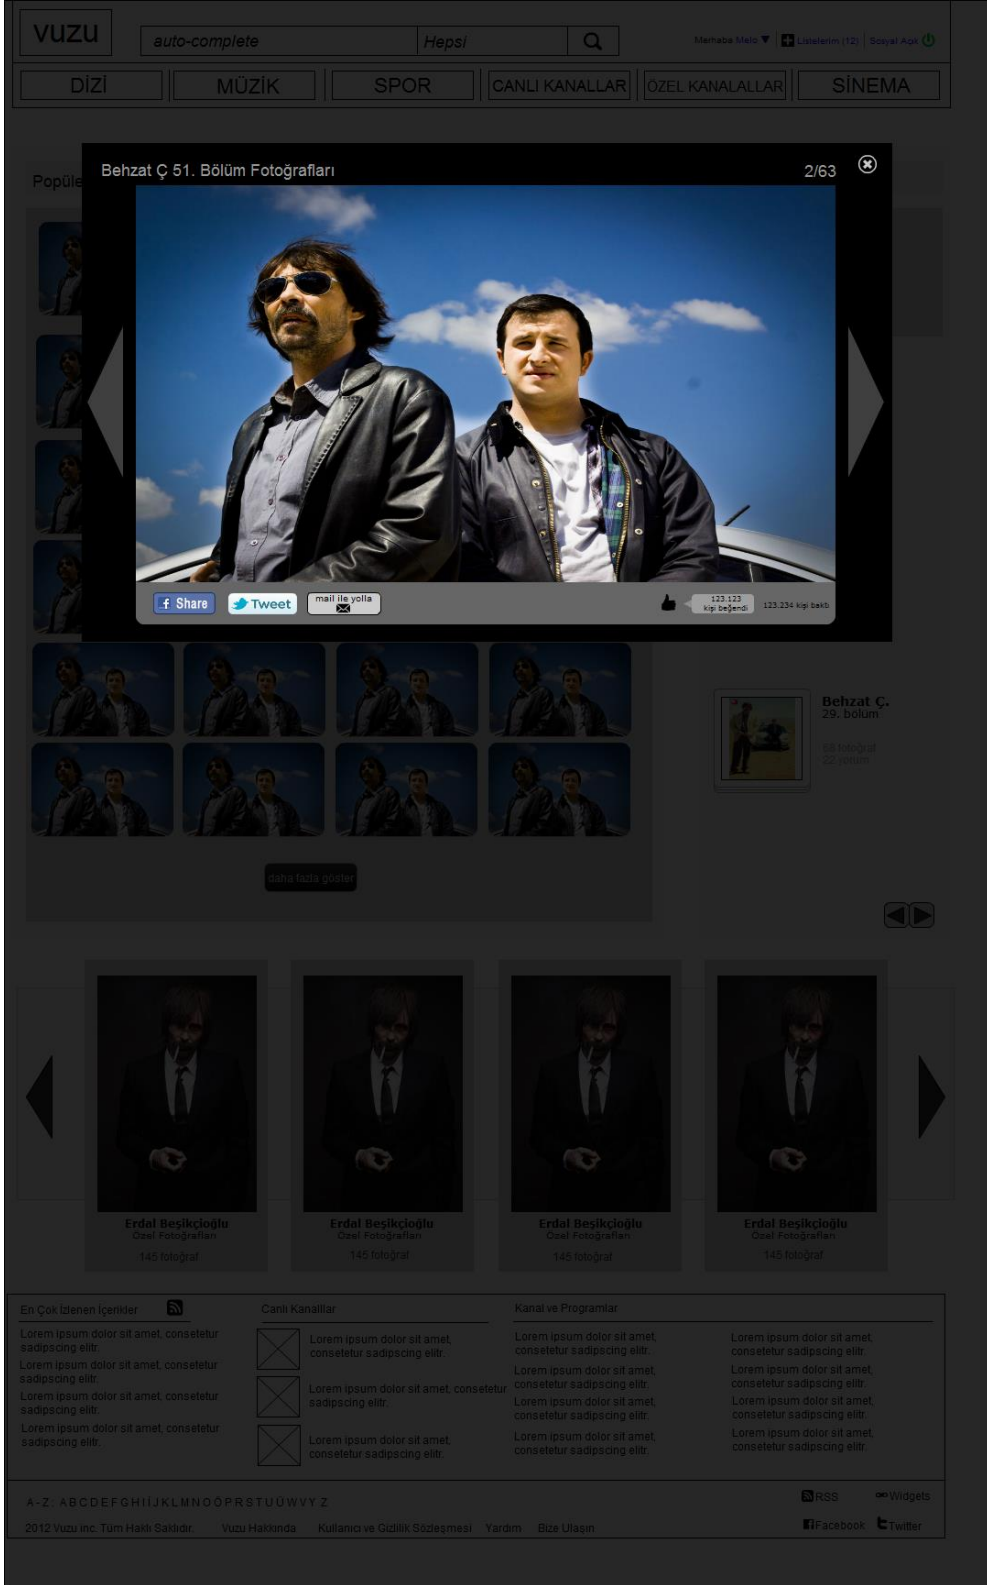 vuzu
auto-complete
Hepsi
Merhaba Melo ▼
Listelerim (12)
Sosyal Açık
DİZİ
MÜZİK
SPOR
CANLI KANALLAR
ÖZEL KANALALLAR
SİNEMA
Popüle
Behzat Ç 51. Bölüm Fotoğrafları
2/63
f Share
Tweet
mail ile yolla
123.123
kişi beğendi
123.234 kişi baktı
Behzat Ç.
29. bölüm
58 fotoğraf
daha fazla göster
Erdal Beşikçioğlu
Özel Fotoğrafları
145 fotoğraf
Erdal Beşikçioğlu
Özel Fotoğrafları
145 fotoğraf
Erdal Beşikçioğlu
Özel Fotoğrafları
145 fotoğraf
Erdal Beşikçioğlu
Özel Fotoğrafları
145 fotoğraf
En Çok İzlenen İçerikler
Lorem ipsum dolor sit amet, consetetur
sadipscing elitr.
Lorem ipsum dolor sit amet, consetetur
sadipscing elitr.
Lorem ipsum dolor sit amet, consetetur
sadipscing elitr.
Lorem ipsum dolor sit amet, consetetur
sadipscing elitr.
Canlı Kanalllar
Lorem ipsum dolor sit amet,
consetetur sadipscing elitr.
Lorem ipsum dolor sit amet, consetetur
sadipscing elitr.
Lorem ipsum dolor sit amet,
consetetur sadipscing elitr.
Kanal ve Programlar
Lorem ipsum dolor sit amet,
consetetur sadipscing elitr.
Lorem ipsum dolor sit amet,
consetetur sadipscing elitr.
Lorem ipsum dolor sit amet,
consetetur sadipscing elitr.
Lorem ipsum dolor sit amet,
consetetur sadipscing elitr.
Lorem ipsum dolor sit amet,
consetetur sadipscing elitr.
Lorem ipsum dolor sit amet,
consetetur sadipscing elitr.
Lorem ipsum dolor sit amet,
consetetur sadipscing elitr.
Lorem ipsum dolor sit amet,
consetetur sadipscing elitr.
A-Z: A B C D E F G H I İ J K L M N O Ö P R S T U Ü W V Y Z
RSS
Widgets
2012 Vuzu inc. Tüm Hakkı Saklıdır.
Vuzu Hakkında
Kullanıcı ve Gizlilik Sözleşmesi
Yardım
Bize Ulaşın
Facebook
Twitter